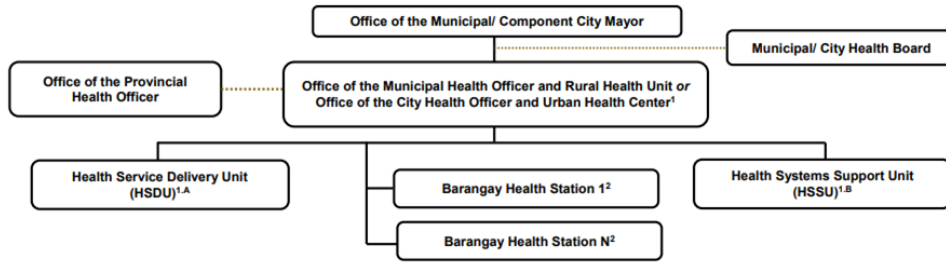 Office of the Municipal/ Component City Mayor
Municipal/ City Health Board
Office of the Provincial
Health Officer
Office of the Municipal Health Officer and Rural Health Unit or
Office of the City Health Officer and Urban Health Center¹
Health Service Delivery Unit
(HSDU)¹·ᴬ
Barangay Health Station 1²
Health Systems Support Unit
(HSSU)¹·ᴮ
Barangay Health Station N²